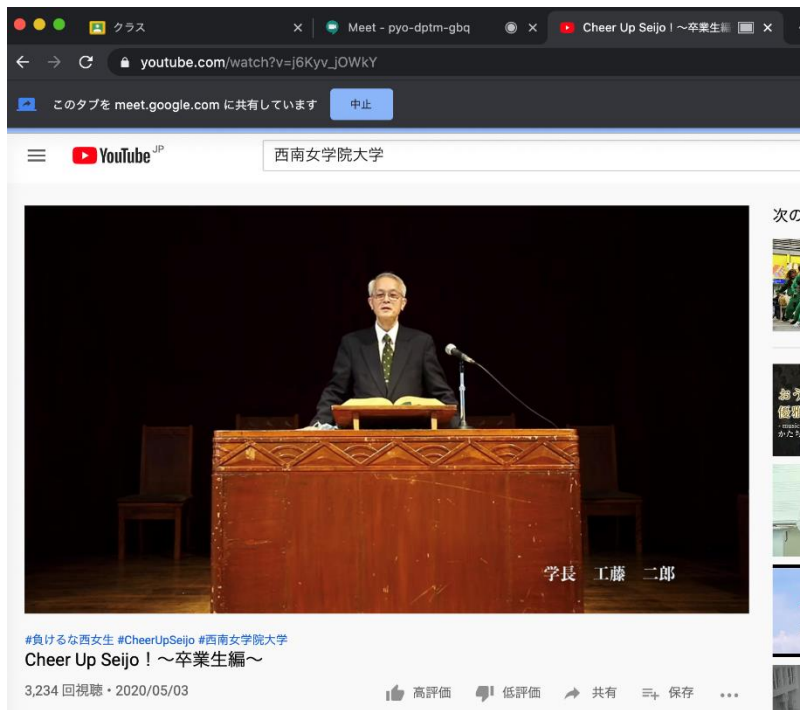 クラス
Meet - pyo-dptm-gbq
Cheer Up Seijo！〜卒業生編
youtube.com/watch?v=j6Kyv_jOWkY
このタブを meet.google.com に共有しています
中止
YouTube JP
西南女学院大学
次の
学長 工藤 二郎
#負けるな西女生 #CheerUpSeijo #西南女学院大学
Cheer Up Seijo！〜卒業生編〜
3,234 回視聴・2020/05/03
高評価
低評価
共有
保存